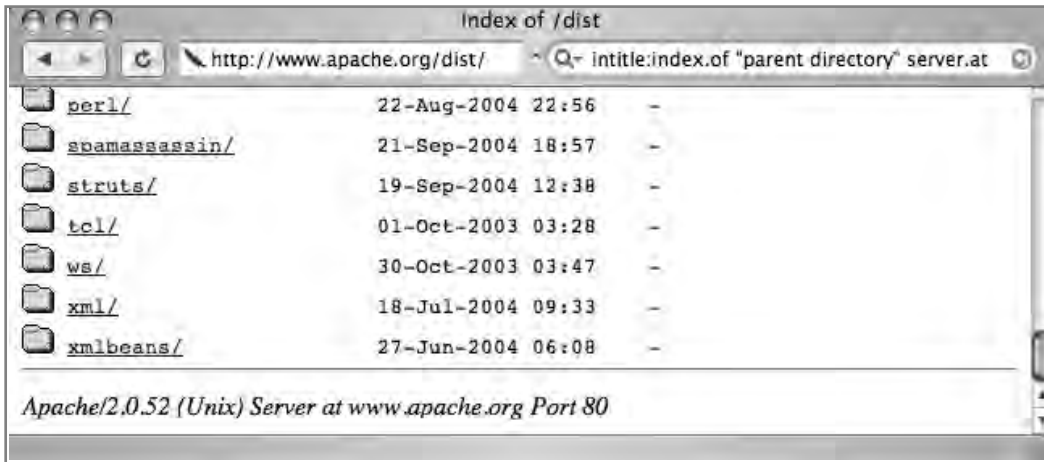 Index of /dist
http://www.apache.org/dist/ intitle:index.of "parent directory" server.at
perl/ 22-Aug-2004 22:56 -
spamassassin/ 21-Sep-2004 18:57 -
struts/ 19-Sep-2004 12:38 -
tcl/ 01-Oct-2003 03:28 -
ws/ 30-Oct-2003 03:47 -
xml/ 18-Jul-2004 09:33 -
xmlbeans/ 27-Jun-2004 06:08 -
Apache/2.0.52 (Unix) Server at www.apache.org Port 80